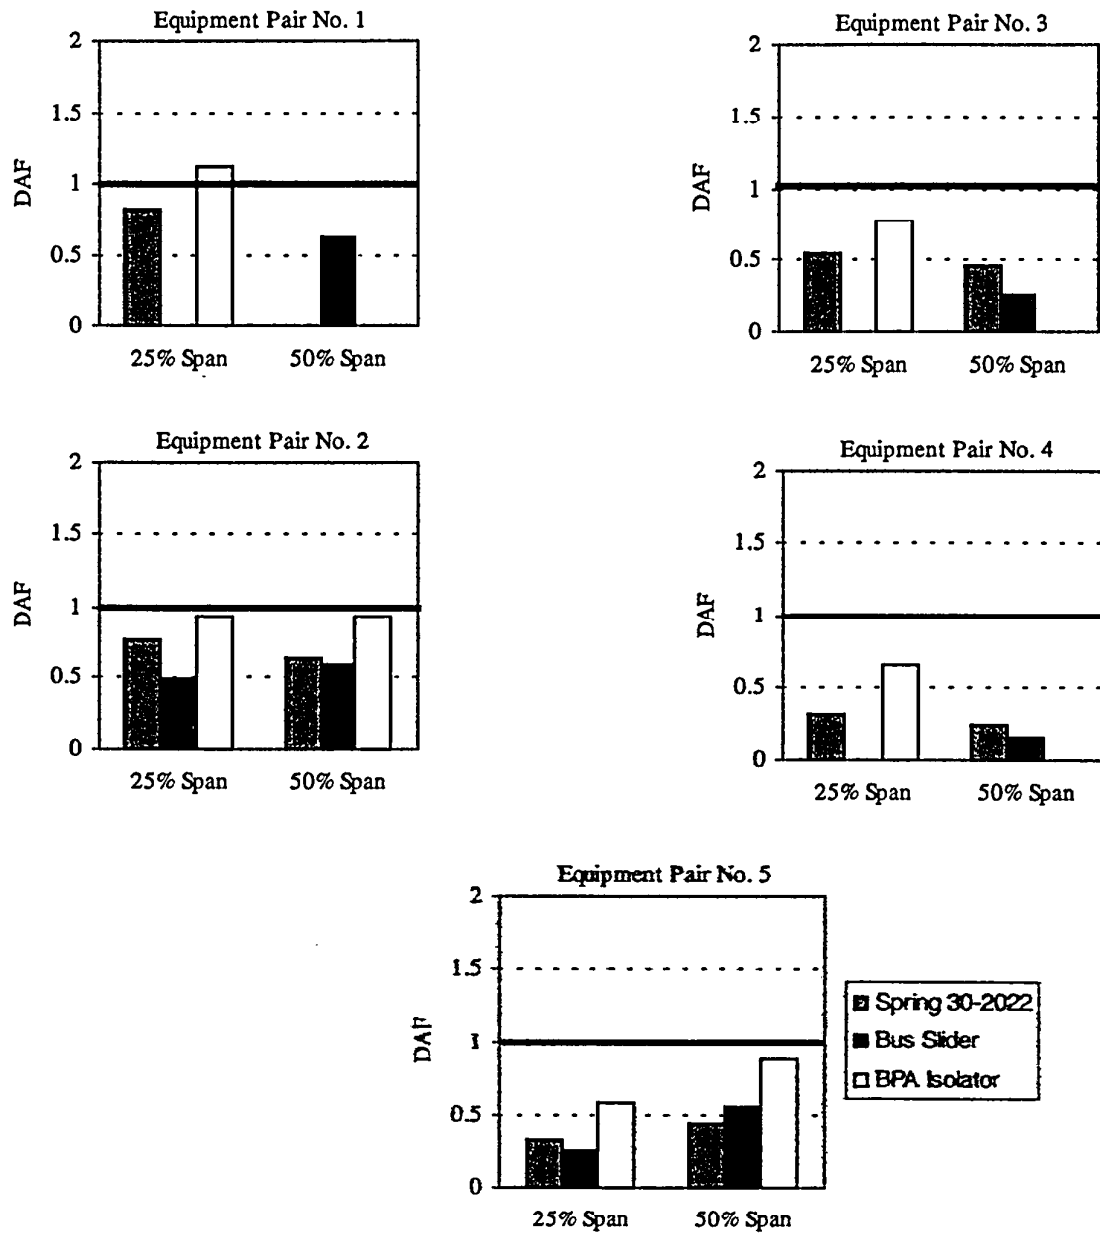 Equipment Pair No. 1
2
1.5
1
0.5
0
DAF
25% Span
50% Span
Equipment Pair No. 3
2
1.5
1
0.5
0
DAF
25% Span
50% Span
Equipment Pair No. 2
2
1.5
1
0.5
0
DAF
25% Span
50% Span
Equipment Pair No. 4
2
1.5
1
0.5
0
DAF
25% Span
50% Span
Equipment Pair No. 5
2
1.5
1
0.5
0
DAF
25% Span
50% Span
Spring 30-2022
Bus Slider
BPA Isolator